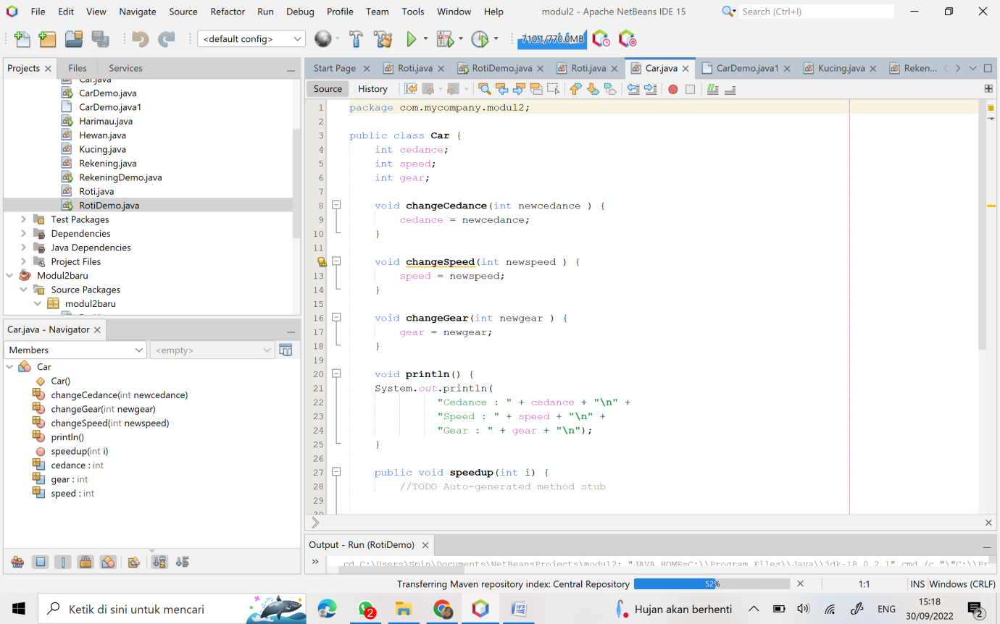 File Edit View Navigate Source Refactor Run Debug Profile Team Tools Window Help modul2 - Apache NetBeans IDE 15 Search (Ctrl+I)
<default config> 710.1/770.0MB
Projects Files Services
Start Page Roti.java RotiDemo.java Roti.java Car.java CarDemo.java1 Kucing.java Reken...
Source History
Car.java
CarDemo.java
CarDemo.java1
Harimau.java
Hewan.java
Kucing.java
Rekening.java
RekeningDemo.java
Roti.java
RotiDemo.java
Test Packages
Dependencies
Java Dependencies
Project Files
Modul2baru
Source Packages
modul2baru
Car.java - Navigator
Members <empty>
Car
Car()
changeCedance(int newcedance)
changeGear(int newgear)
changeSpeed(int newspeed)
println()
speedup(int i)
cedance : int
gear : int
speed : int
1 package com.mycompany.modul2;
2
3 public class Car {
4 int cedance;
5 int speed;
6 int gear;
7
8 void changeCedance(int newcedance ) {
9 cedance = newcedance;
10 }
11
void changeSpeed(int newspeed ) {
13 speed = newspeed;
14 }
15
16 void changeGear(int newgear ) {
17 gear = newgear;
18 }
19
20 void println() {
21 System.out.println(
22 "Cedance : " + cedance + "\n" +
23 "Speed : " + speed + "\n" +
24 "Gear : " + gear + "\n");
25 }
26
27 public void speedup(int i) {
28 //TODO Auto-generated method stub
29
30
Output - Run (RotiDemo)
cd C:\Users\Spin\Documents\NetBeansProjects\modul2; "JAVA_HOME=C:\\Program Files\\Java\\jdk-18.0.2.1" cmd /c "\"C:\\Pr
Transferring Maven repository index: Central Repository 52% 1:1 INS Windows (CRLF)
Ketik di sini untuk mencari 2 Hujan akan berhenti ENG 15:18
30/09/2022 2